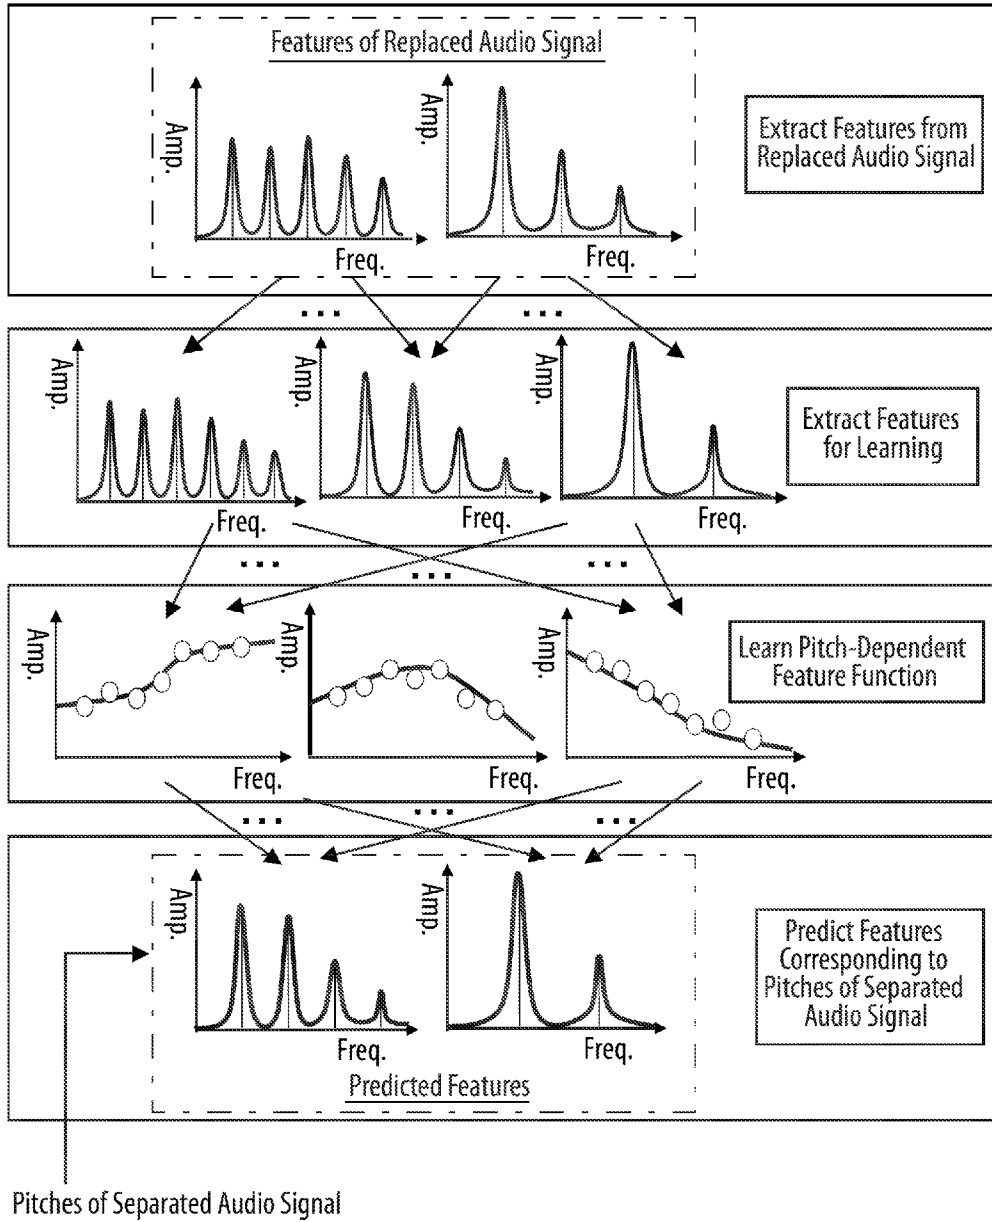 Features of Replaced Audio Signal
Amp.
Freq.
Amp.
Freq.
Extract Features from
Replaced Audio Signal
Amp.
Freq.
Amp.
Freq.
Amp.
Freq.
Extract Features
for Learning
Amp.
Freq.
Amp.
Freq.
Amp.
Freq.
Learn Pitch-Dependent
Feature Function
Amp.
Freq.
Amp.
Freq.
Predicted Features
Predict Features
Corresponding to
Pitches of Separated
Audio Signal
Pitches of Separated Audio Signal